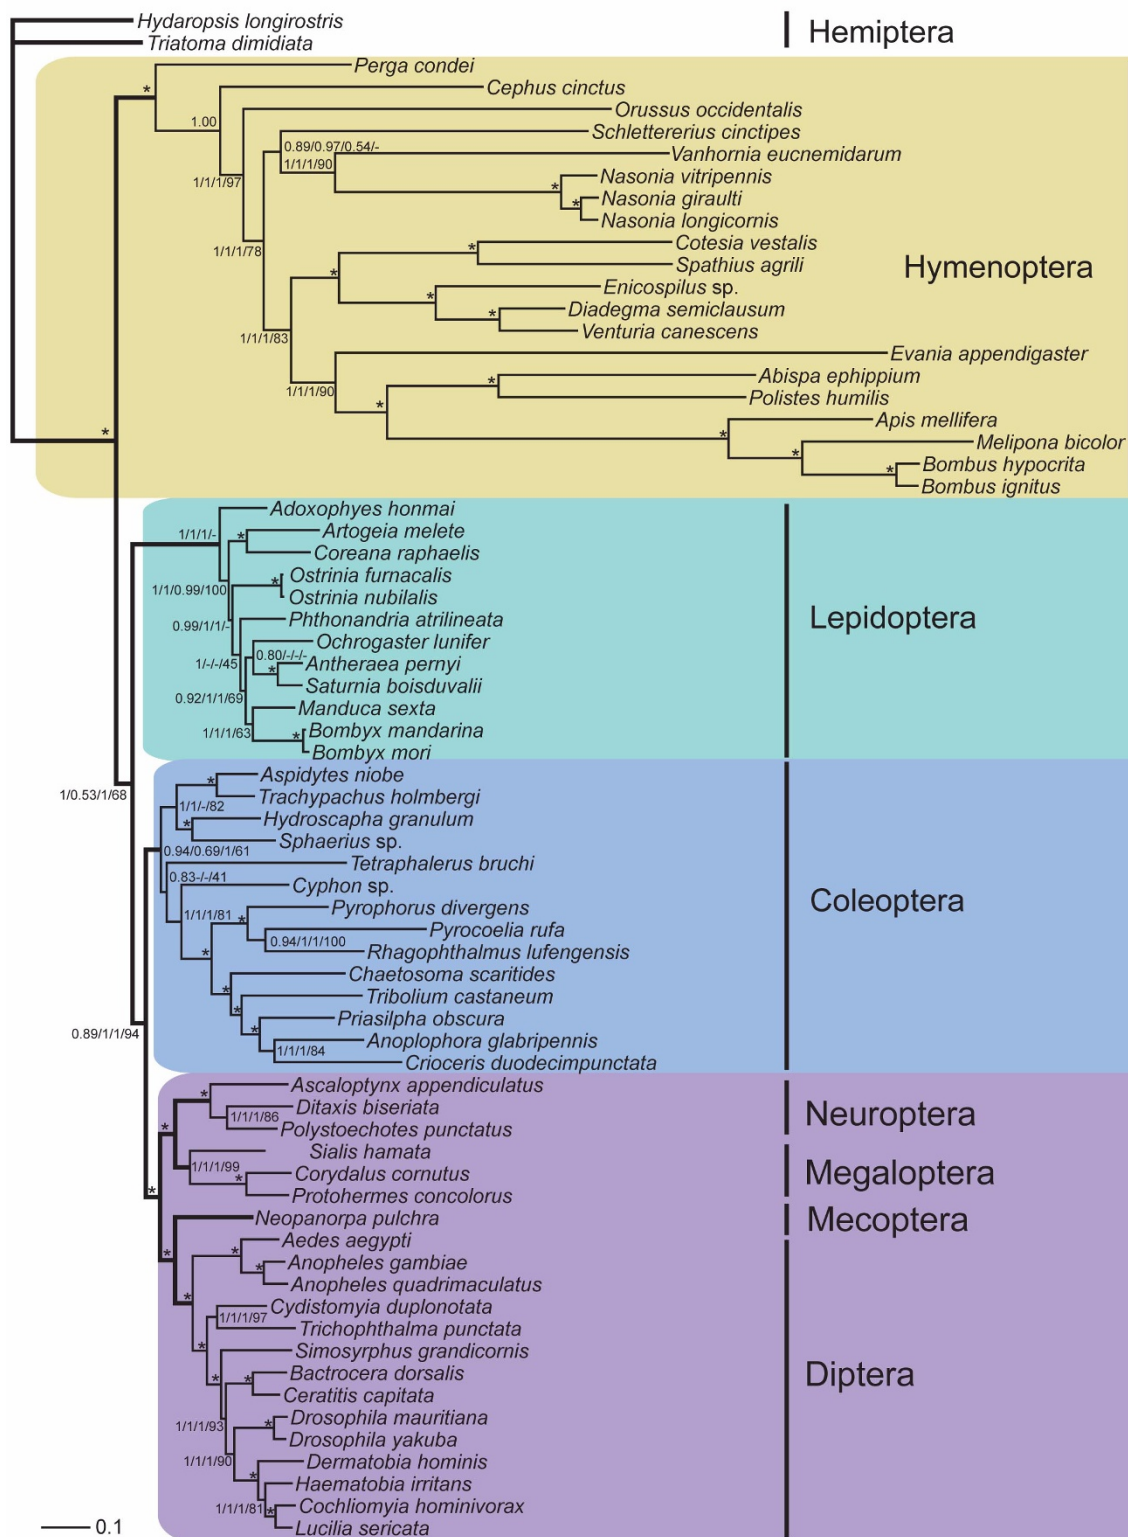 Hydaropsis longirostris
Hemiptera
Triatoma dimidiata
Perga condei
*
Cephus cinctus
Orussus occidentalis
1.00
Schlettererius cinctipes
0.89/0.97/0.54/-
Vanhornia eucnemidarum
1/1/1/90
Nasonia vitripennis
1/1/1/97
*
Nasonia giraulti
*
Nasonia longicornis
Cotesia vestalis
1/1/1/78
*
Spathius agrili
Hymenoptera
*
Enicospilus sp.
*
Diadegma semiclausum
*
Venturia canescens
1/1/1/83
Evania appendigaster
Abispa ephippium
1/1/1/90
*
Polistes humilis
*
Apis mellifera
*
*
Melipona bicolor
*
Bombus hypocrita
*
Bombus ignitus
Adoxophyes honmai
1/1/1/-
Artogeia melete
*
Coreana raphaelis
Ostrinia furnacalis
*
1/1/0.99/100
Ostrinia nubilalis
Phthonandria atrilineata
Lepidoptera
0.99/1/1/-
Ochrogaster lunifer
0.80/-/-/-
1/-/-/45
Antheraea pernyi
*
Saturnia boisduvalii
0.92/1/1/69
Manduca sexta
Bombyx mandarina
1/1/1/63
*
Bombyx mori
Aspidytes niobe
*
1/0.53/1/68
Trachypachus holmbergi
1/1/-/82
Hydroscapha granulum
*
Sphaerius sp.
0.94/0.69/1/61
Tetraphalerus bruchi
0.83-/-/41
Cyphon sp.
Coleoptera
Pyrophorus divergens
1/1/1/81
*
Pyrocoelia rufa
0.94/1/1/100
Rhagophthalmus lufengensis
*
Chaetosoma scaritides
*
Tribolium castaneum
*
Priasilpha obscura
*
0.89/1/1/94
Anoplophora glabripennis
1/1/1/84
Crioceris duodecimpunctata
Ascaloptynx appendiculatus
*
Ditaxis biseriata
Neuroptera
1/1/1/86
*
Polystoechotes punctatus
Sialis hamata
1/1/1/99
Corydalus cornutus
Megaloptera
*
*
Protohermes concolorus
Neopanorpa pulchra
Mecoptera
Aedes aegypti
*
*
Anopheles gambiae
*
Anopheles quadrimaculatus
*
Cydistomyia duplonotata
1/1/1/97
Trichophthalma punctata
*
Simosyrphus grandicornis
Bactrocera dorsalis
Diptera
*
*
Ceratitis capitata
Drosophila mauritiana
1/1/1/93
*
Drosophila yakuba
1/1/1/90
Dermatobia hominis
*
Haematobia irritans
1/1/1/81
Cochliomyia hominivorax
*
Lucilia sericata
0.1